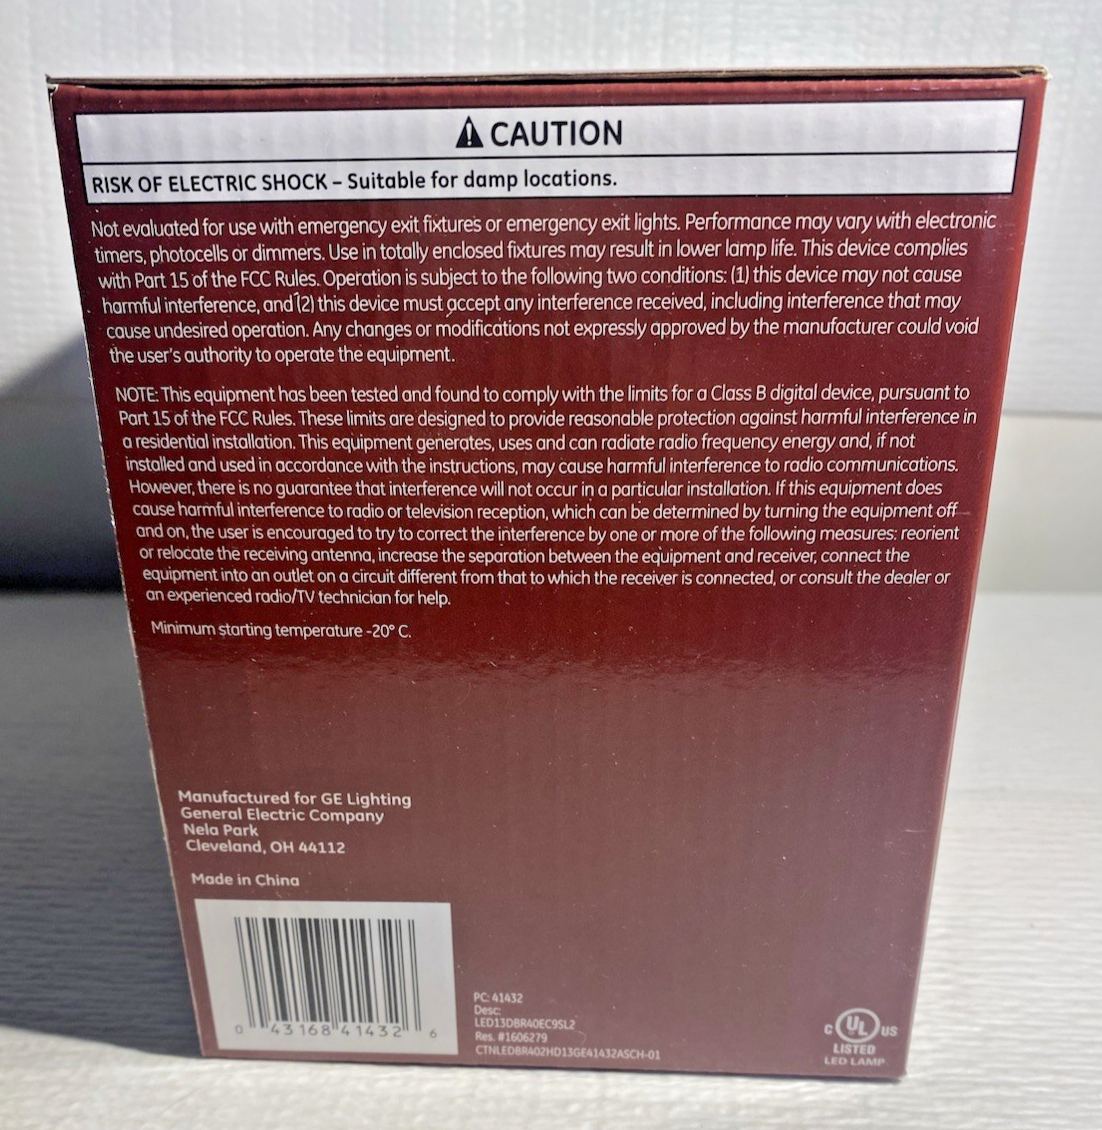 ⚠ CAUTION
RISK OF ELECTRIC SHOCK – Suitable for damp locations.
Not evaluated for use with emergency exit fixtures or emergency exit lights. Performance may vary with electronic
timers, photocells or dimmers. Use in totally enclosed fixtures may result in lower lamp life. This device complies
with Part 15 of the FCC Rules. Operation is subject to the following two conditions: (1) this device may not cause
harmful interference, and (2) this device must accept any interference received, including interference that may
cause undesired operation. Any changes or modifications not expressly approved by the manufacturer could void
the user's authority to operate the equipment.
NOTE: This equipment has been tested and found to comply with the limits for a Class B digital device, pursuant to
Part 15 of the FCC Rules. These limits are designed to provide reasonable protection against harmful interference in
a residential installation. This equipment generates, uses and can radiate radio frequency energy and, if not
installed and used in accordance with the instructions, may cause harmful interference to radio communications.
However, there is no guarantee that interference will not occur in a particular installation. If this equipment does
cause harmful interference to radio or television reception, which can be determined by turning the equipment off
and on, the user is encouraged to try to correct the interference by one or more of the following measures: reorient
or relocate the receiving antenna, increase the separation between the equipment and receiver, connect the
equipment into an outlet on a circuit different from that to which the receiver is connected, or consult the dealer or
an experienced radio/TV technician for help.
Minimum starting temperature -20° C.
Manufactured for GE Lighting
General Electric Company
Nela Park
Cleveland, OH 44112
Made in China
0 43168 41432 6
PC: 41432
Desc:
LED13DBR40EC9SL2
Res. #1606279
CTNLEDBR402HD13GE41432ASCH-01
C UL US
LISTED
LED LAMP